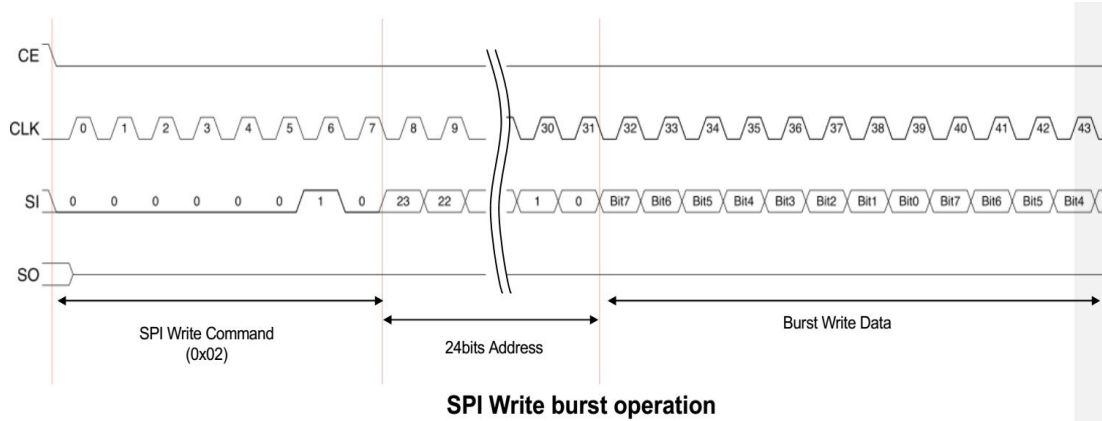 CE
CLK 0 1 2 3 4 5 6 7 8 9 30 31 32 33 34 35 36 37 38 39 40 41 42 43
SI 0 0 0 0 0 0 1 0 23 22 1 0 Bit7 Bit6 Bit5 Bit4 Bit3 Bit2 Bit1 Bit0 Bit7 Bit6 Bit5 Bit4
SO
SPI Write Command
(0x02)
24bits Address
Burst Write Data
SPI Write burst operation